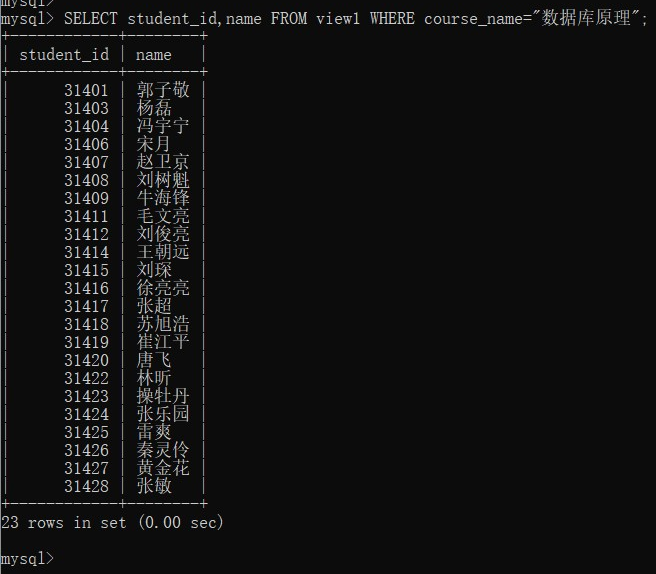 mysql>
mysql> SELECT student_id,name FROM view1 WHERE course_name="数据库原理";
+------------+--------+
| student_id | name   |
+------------+--------+
|      31401 | 郭子敬 |
|      31403 | 杨磊   |
|      31404 | 冯宇宁 |
|      31406 | 宋月   |
|      31407 | 赵卫京 |
|      31408 | 刘树魁 |
|      31409 | 牛海锋 |
|      31411 | 毛文亮 |
|      31412 | 刘俊亮 |
|      31414 | 王朝远 |
|      31415 | 刘琛   |
|      31416 | 徐亮亮 |
|      31417 | 张超   |
|      31418 | 苏旭浩 |
|      31419 | 崔江平 |
|      31420 | 唐飞   |
|      31422 | 林昕   |
|      31423 | 操牡丹 |
|      31424 | 张乐园 |
|      31425 | 雷爽   |
|      31426 | 秦灵伶 |
|      31427 | 黄金花 |
|      31428 | 张敏   |
+------------+--------+
23 rows in set (0.00 sec)
mysql>